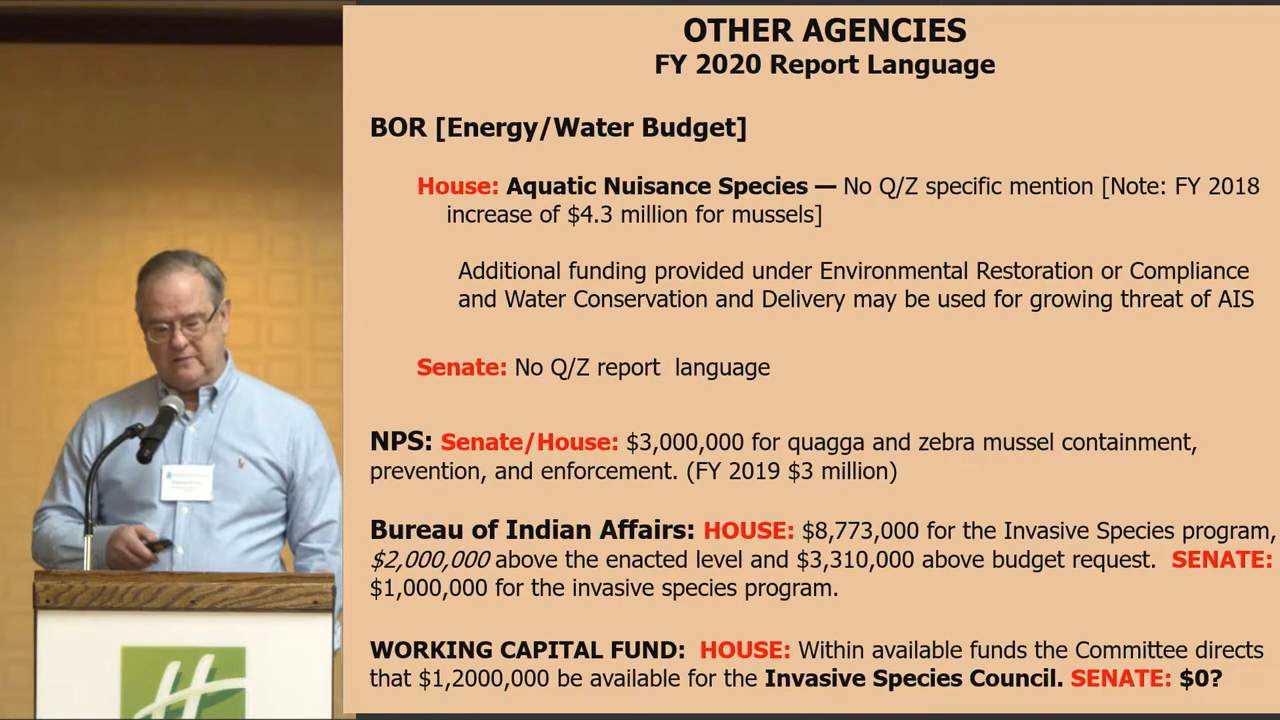 OTHER AGENCIES
FY 2020 Report Language
BOR [Energy/Water Budget]
House: Aquatic Nuisance Species — No Q/Z specific mention [Note: FY 2018
increase of $4.3 million for mussels]
Additional funding provided under Environmental Restoration or Compliance
and Water Conservation and Delivery may be used for growing threat of AIS
Senate: No Q/Z report language
NPS: Senate/House: $3,000,000 for quagga and zebra mussel containment,
prevention, and enforcement. (FY 2019 $3 million)
Bureau of Indian Affairs: HOUSE: $8,773,000 for the Invasive Species program,
$2,000,000 above the enacted level and $3,310,000 above budget request. SENATE:
$1,000,000 for the invasive species program.
WORKING CAPITAL FUND: HOUSE: Within available funds the Committee directs
that $1,2000,000 be available for the Invasive Species Council. SENATE: $0?